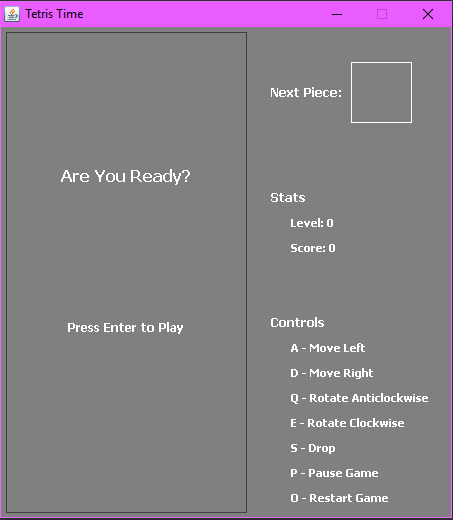 Tetris Time
Are You Ready?
Press Enter to Play
Next Piece:
Stats
Level: 0
Score: 0
Controls
A - Move Left
D - Move Right
Q - Rotate Anticlockwise
E - Rotate Clockwise
S - Drop
P - Pause Game
O - Restart Game